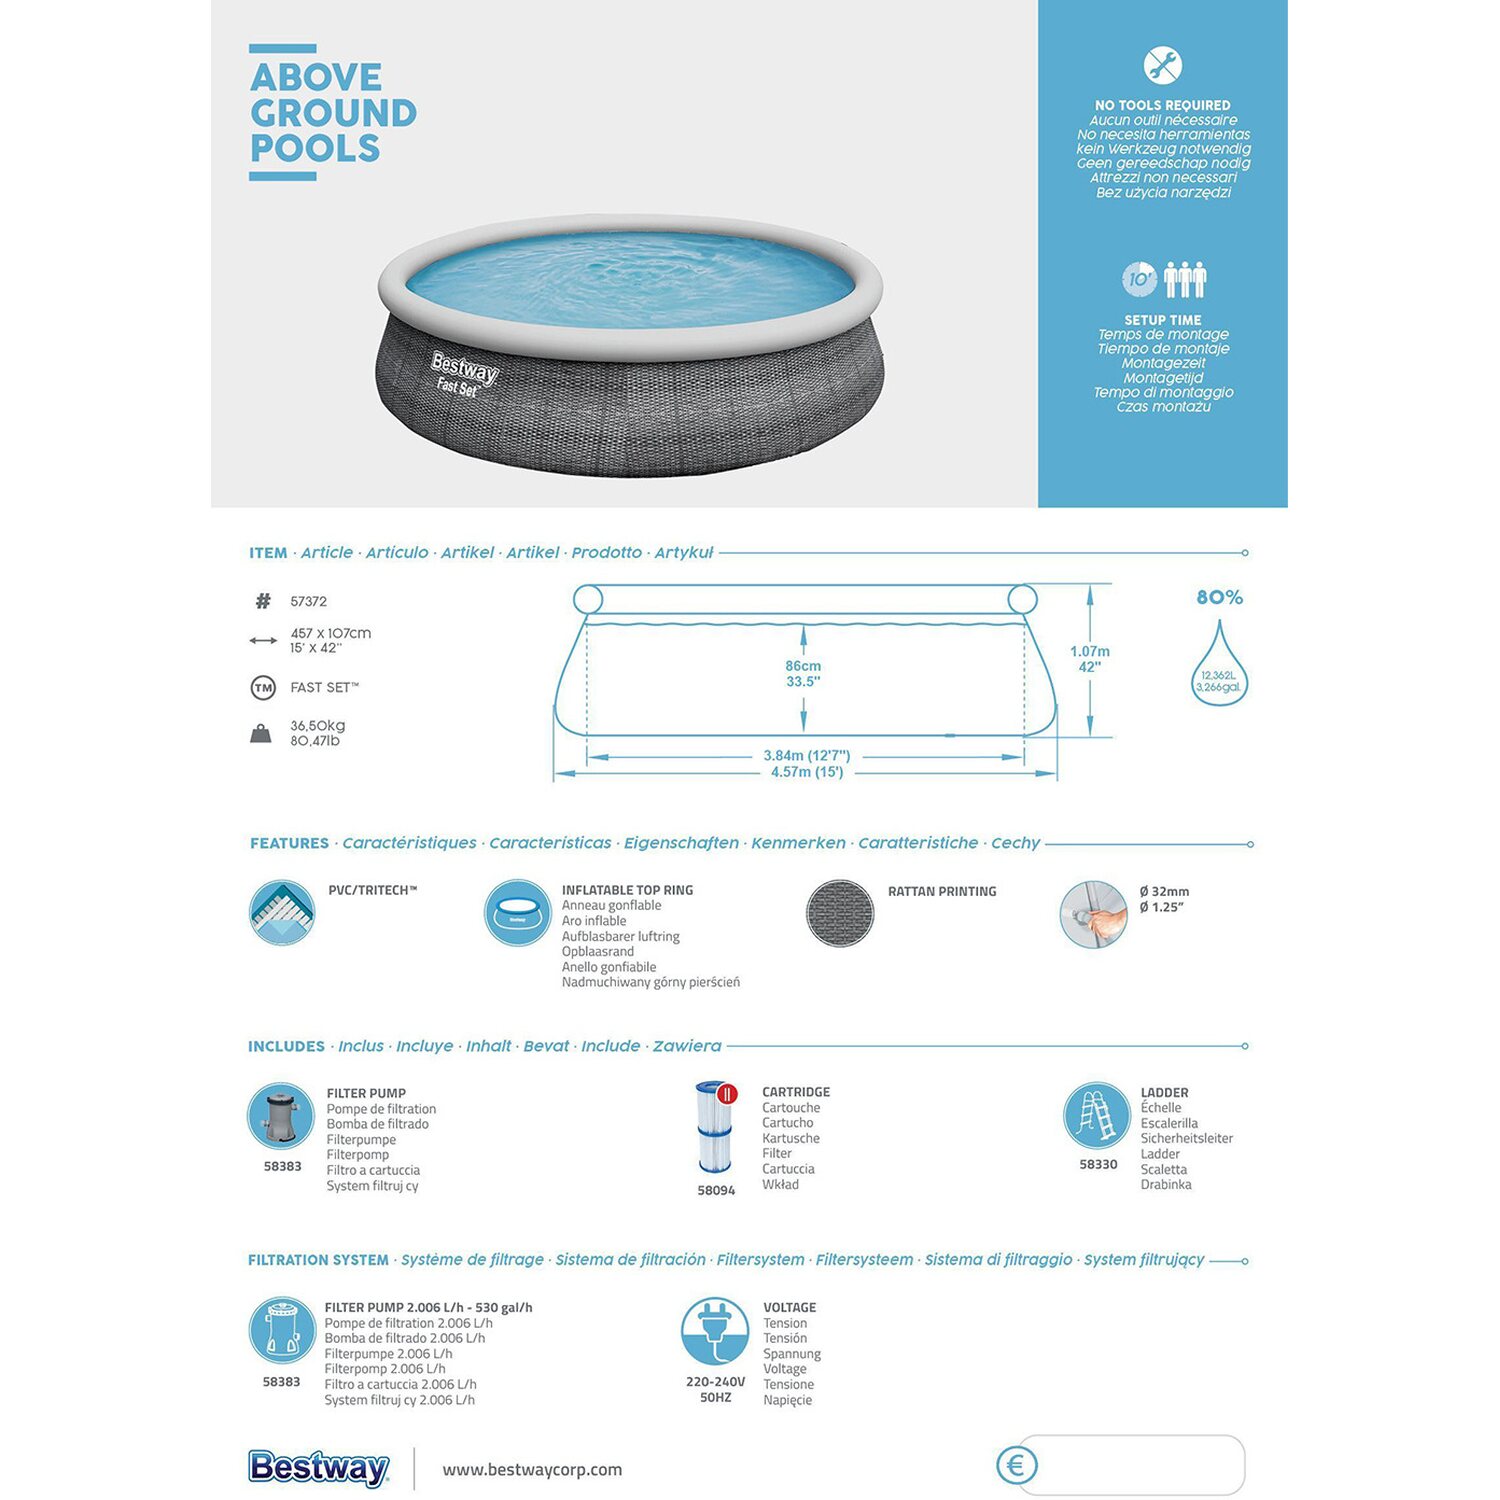 ABOVE
GROUND
POOLS
Bestway
Fast Set™
NO TOOLS REQUIRED
Aucun outil nécessaire
No necesita herramientas
kein Werkzeug notwendig
Geen gereedschap nodig
Attrezzi non necessari
Bez użycia narzędzi
10'
SETUP TIME
Temps de montage
Tiempo de montaje
Montagezeit
Montagetijd
Tempo di montaggio
Czas montażu
ITEM · Article · Artículo · Artikel · Artikel · Prodotto · Artykuł
# 57372
457 x 107cm
15' x 42"
TM FAST SET™
36,50kg
80,47lb
86cm
33.5"
1.07m
42"
3.84m (12'7")
4.57m (15')
80%
12,362L
3,266gal.
FEATURES · Caractéristiques · Características · Eigenschaften · Kenmerken · Caratteristiche · Cechy
PVC/TRITECH™
Bestway
INFLATABLE TOP RING
Anneau gonflable
Aro inflable
Aufblasbarer luftring
Opblaasrand
Anello gonfiabile
Nadmuchiwany górny pierścień
RATTAN PRINTING
Ø 32mm
Ø 1.25”
INCLUDES · Inclus · Incluye · Inhalt · Bevat · Include · Zawiera
58383
FILTER PUMP
Pompe de filtration
Bomba de filtrado
Filterpumpe
Filterpomp
Filtro a cartuccia
System filtruj cy
II
58094
CARTRIDGE
Cartouche
Cartucho
Kartusche
Filter
Cartuccia
Wkład
58330
LADDER
Échelle
Escalerilla
Sicherheitsleiter
Ladder
Scaletta
Drabinka
FILTRATION SYSTEM · Système de filtrage · Sistema de filtración · Filtersystem · Filtersysteem · Sistema di filtraggio · System filtrujący
58383
FILTER PUMP 2.006 L/h - 530 gal/h
Pompe de filtration 2.006 L/h
Bomba de filtrado 2.006 L/h
Filterpumpe 2.006 L/h
Filterpomp 2.006 L/h
Filtro a cartuccia 2.006 L/h
System filtruj cy 2.006 L/h
220-240V
50HZ
VOLTAGE
Tension
Tensión
Spannung
Voltage
Tensione
Napięcie
Bestway
www.bestwaycorp.com
€